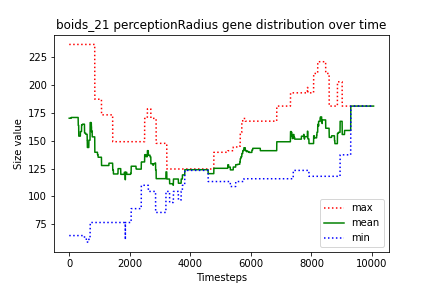 boids_21 perceptionRadius gene distribution over time
Size value
225
200
175
150
125
100
75
0
2000
4000
6000
8000
10000
Timesteps
max
mean
min